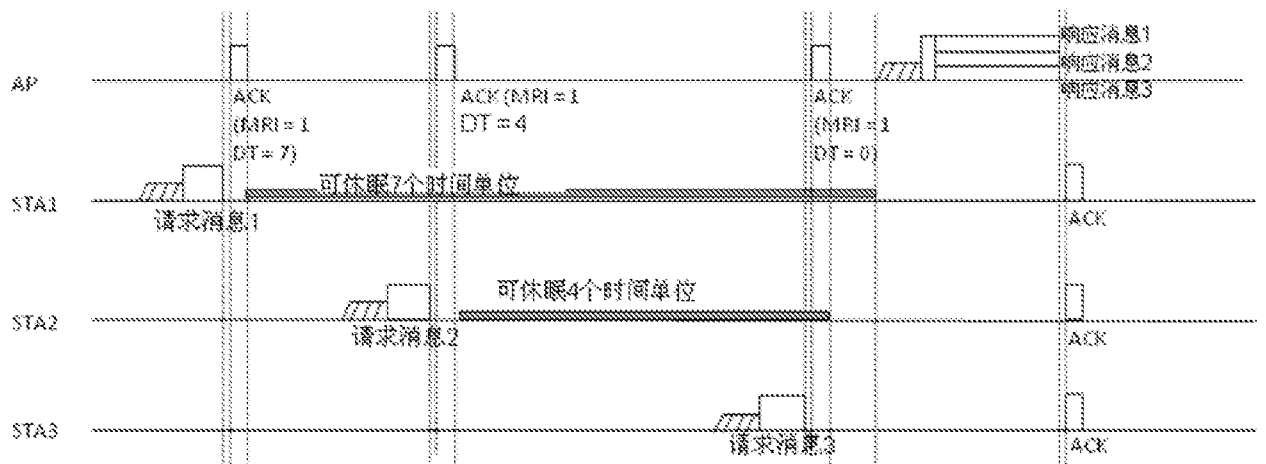 响应消息1
响应消息2
响应消息3
AP
ACK
(MRI = 1
DT = 7)
ACK (MRI = 1
DT = 4
ACK
(MRI = 1
DT = 0)
可休眠7个时间单位
STA1
请求消息1
ACK
可休眠4个时间单位
STA2
请求消息2
ACK
STA3
请求消息3
ACK